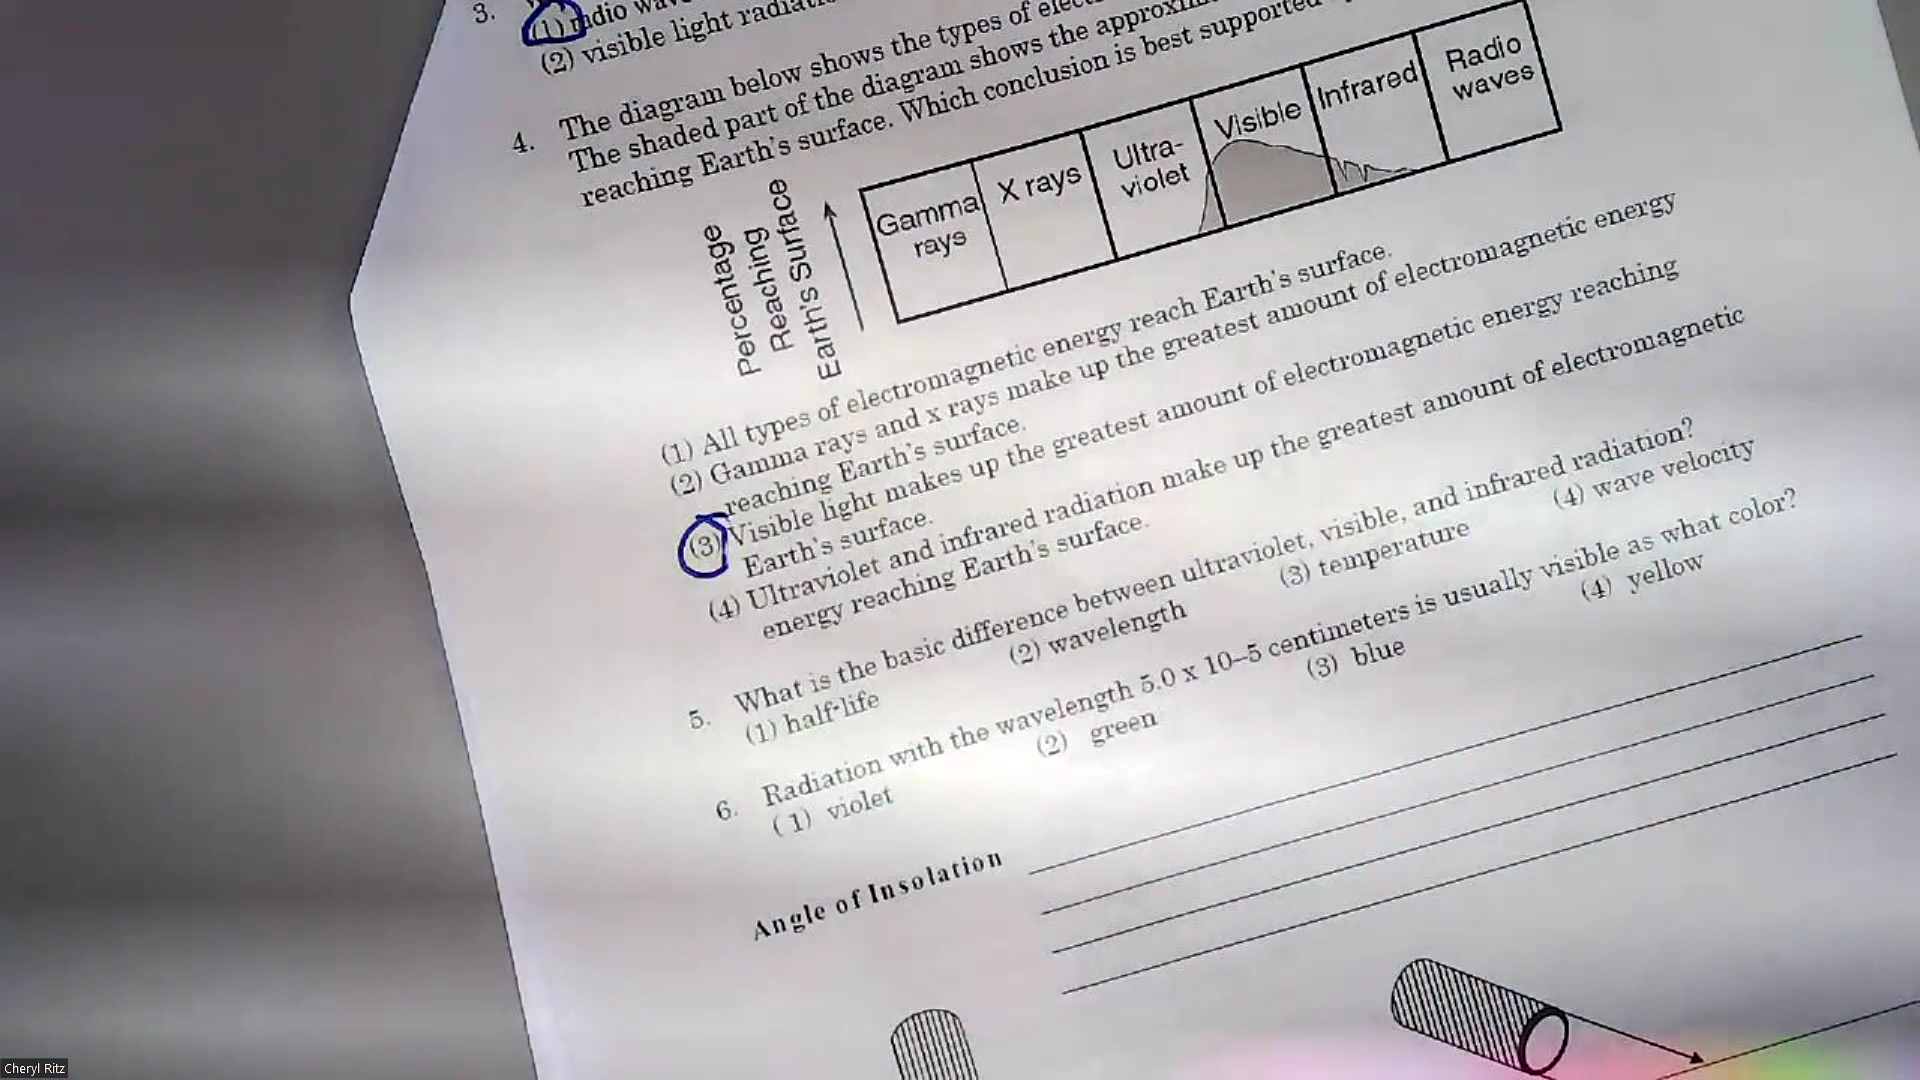 3.
(1) radio
(2) visible light
4. The diagram below shows the types of
The shaded part of the diagram shows the
reaching Earth's surface. Which conclusion is best supported
Percentage
Reaching
Earth's Surface
Gamma
rays
X rays
Ultra-
violet
Visible
Infrared
Radio
waves
(1) All types of electromagnetic energy reach Earth's surface.
(2) Gamma rays and x rays make up the greatest amount of electromagnetic energy
reaching Earth's surface.
(3) Visible light makes up the greatest amount of electromagnetic energy reaching
Earth's surface.
(4) Ultraviolet and infrared radiation make up the greatest amount of electromagnetic
energy reaching Earth's surface.
5. What is the basic difference between ultraviolet, visible, and infrared radiation?
(1) half-life (2) wavelength (3) temperature (4) wave velocity
6. Radiation with the wavelength 5.0 x 10–5 centimeters is usually visible as what color?
(1) violet (2) green (3) blue (4) yellow
Angle of Insolation
Cheryl Ritz